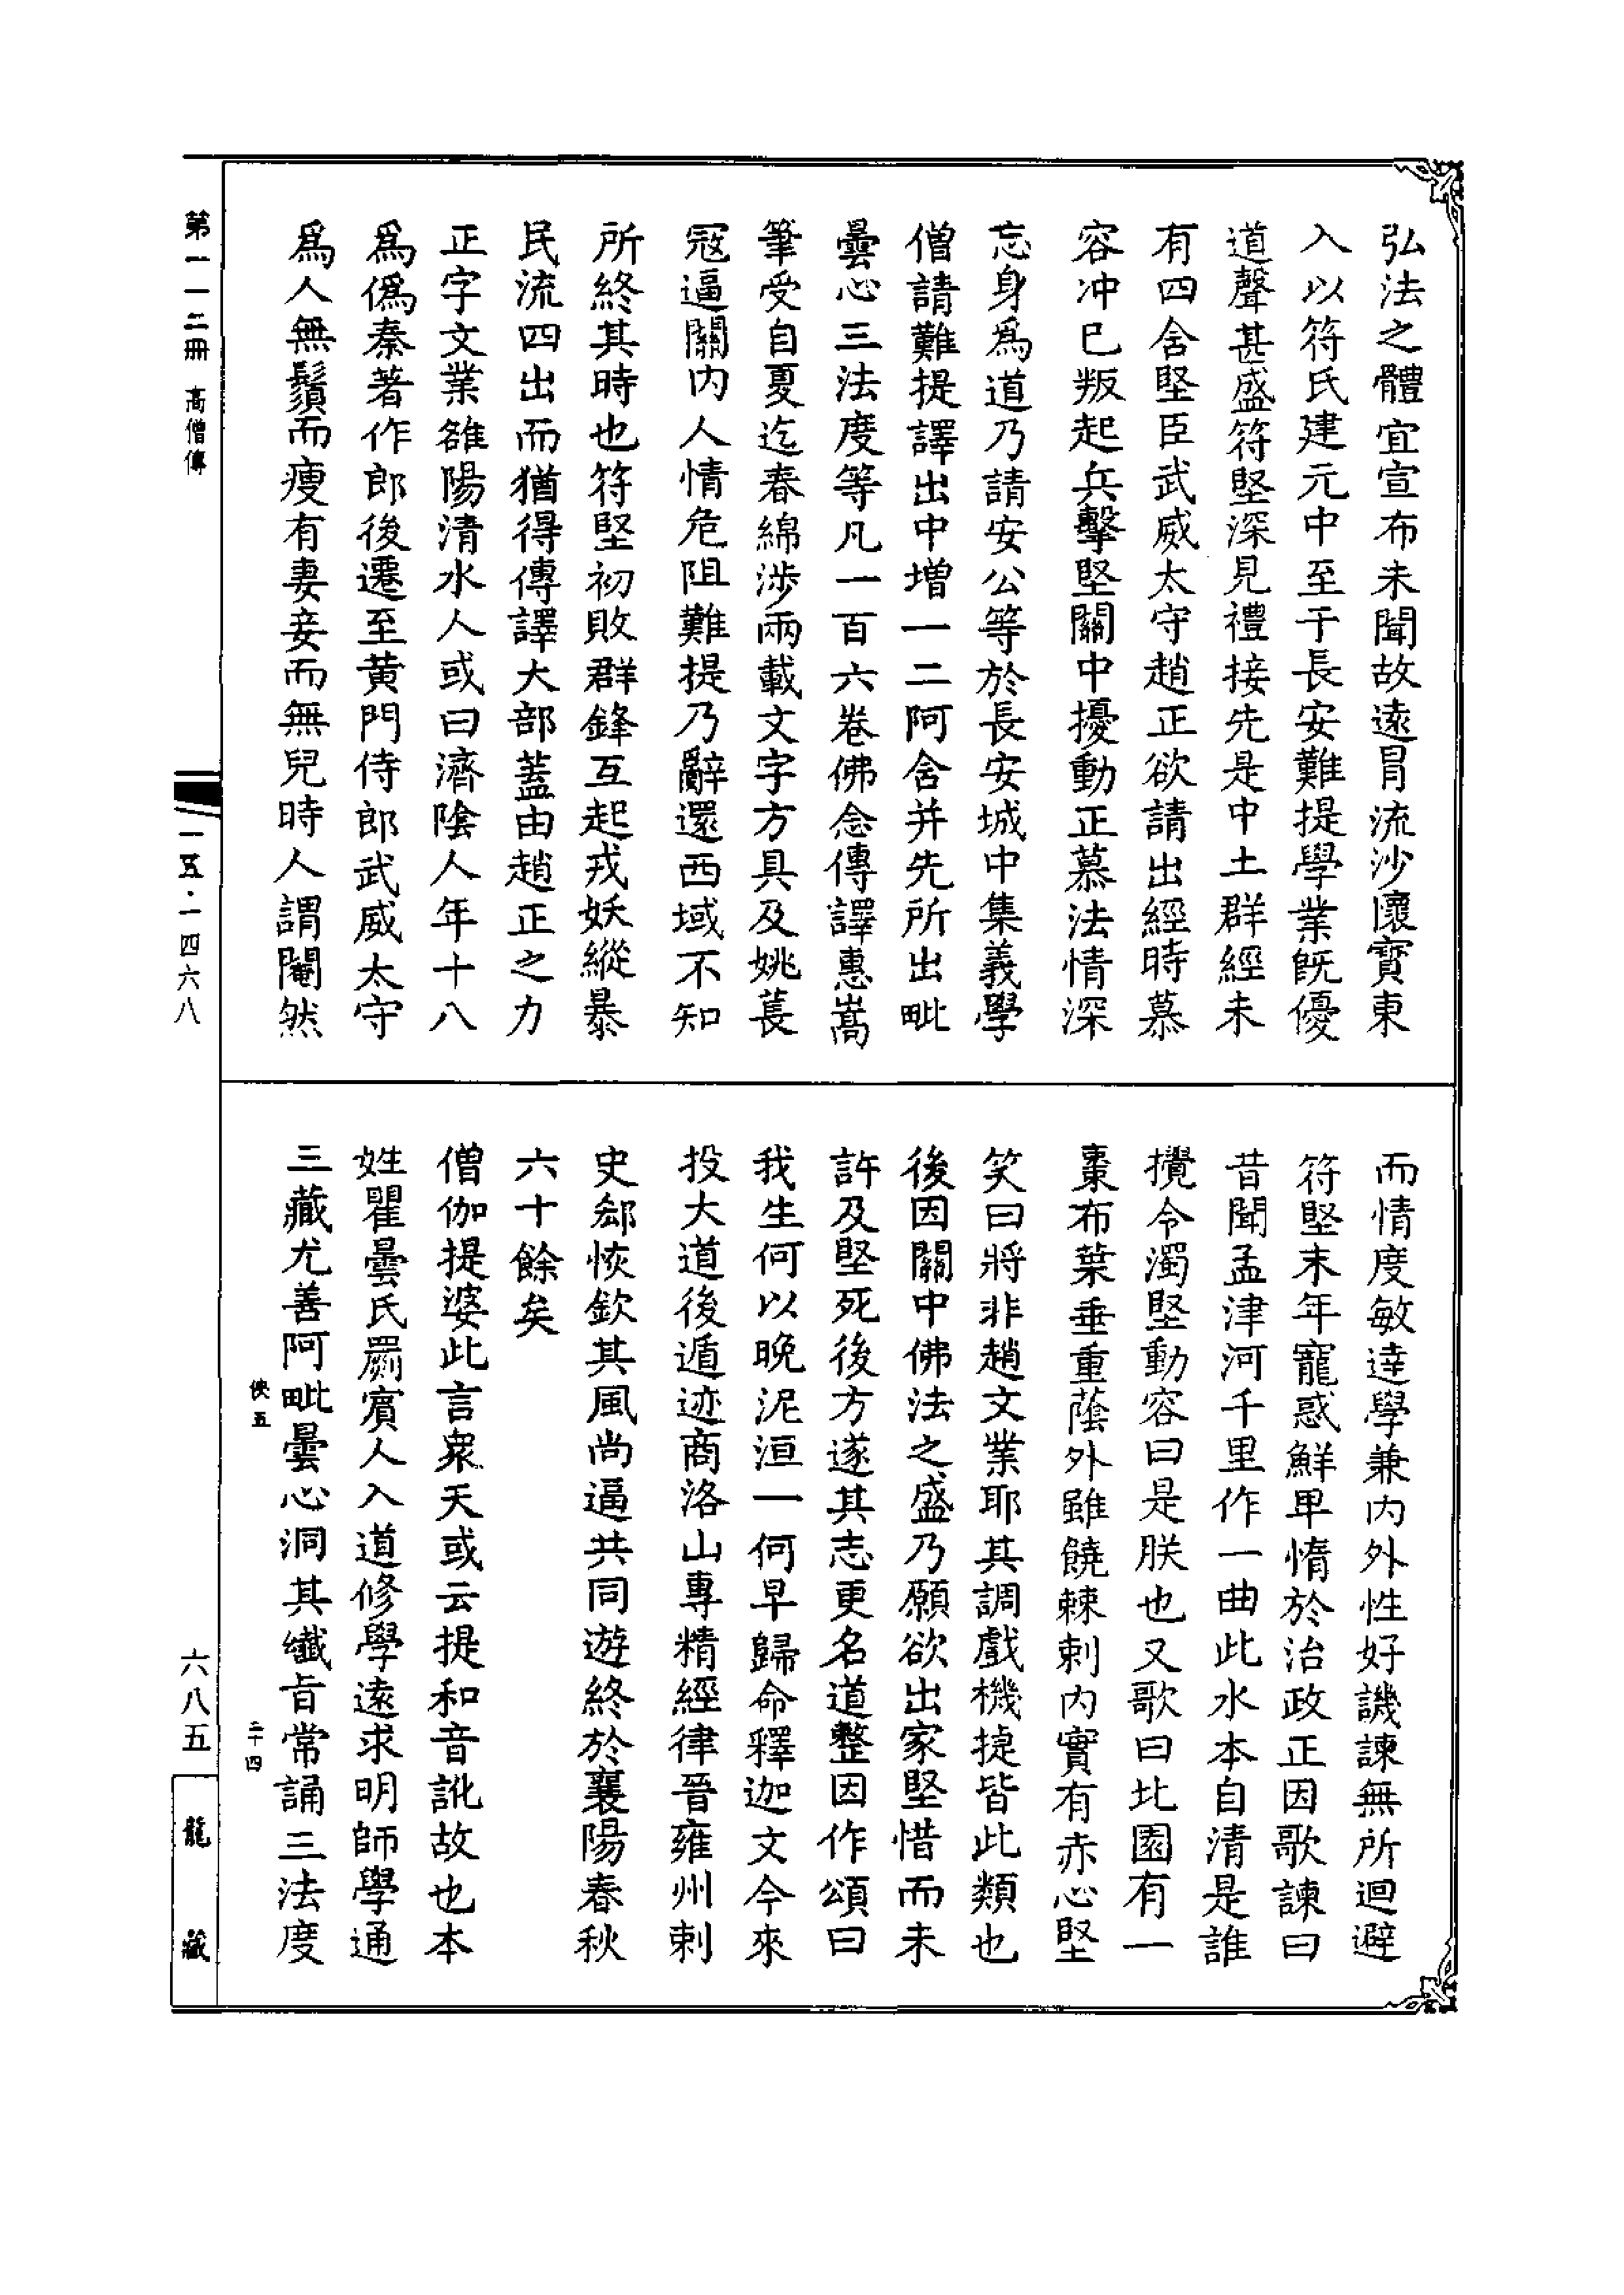 弘法之體宜宣布未聞故遠冒流沙懷寳東
入以符氏建元中至于長安難提學業旣優
道聲甚盛符堅深見禮接先是中土群經未
有四含堅臣武威太守趙正欲請出經時慕
容冲已叛起兵擊堅關中擾動正慕法情深
忘身爲道乃請安公等於長安城中集義學
僧請難提譯出中增一二阿含并先所出毗
曇心三法度等凡一百六卷佛念傳譯惠嵩
筆受自夏迄春綿涉兩載文字方具及姚萇
宼逼關内人情危阻難提乃辭還西域不知
所終其時也符堅初敗群鋒互起戎妖縱暴
民流四出而猶得傳譯大部蓋由趙正之力
正字文業雒陽清水人或曰濟陰人年十八
爲僞秦著作郎後遷至黄門侍郎武威太守
爲人無鬚而瘦有妻妾而無兒時人謂閹然
而情度敏逹學兼内外性好譏諫無所迴避
符堅末年寵惑鮮卑惰於治政正因歌諫曰
昔聞孟津河千里作一曲此水本自清是誰
攪令濁堅動容曰是朕也又歌曰北園有一
棗布葉垂重蔭外雖饒棘刺内實有赤心堅
笑曰將非趙文業耶其調戲機捷皆此類也
後因關中佛法之盛乃願欲出家堅惜而未
許及堅死後方遂其志更名道整因作頌曰
我生何以晚泥洹一何早歸命釋迦文今來
投大道後遁迹商洛山專精經律晉雍州刺
史郄恢欽其風尚逼共同遊終於襄陽春秋
六十餘矣
僧伽提婆此言衆天或云提和音訛故也本
姓瞿曇氏罽賓人入道修學遠求明師學通
三藏尤善阿毗曇心洞其纖旨常誦三法度
俠五
二十四
第一一二冊 高僧傳
一五·一四六八
六八五
龍藏